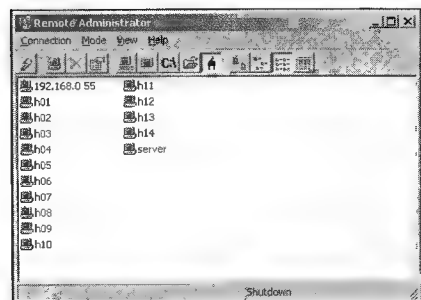 Remote Administrator
Connection Mode View Help
192.168.0 55
h01
h02
h03
h04
h05
h06
h07
h08
h09
h10
h11
h12
h13
h14
server
Shutdown